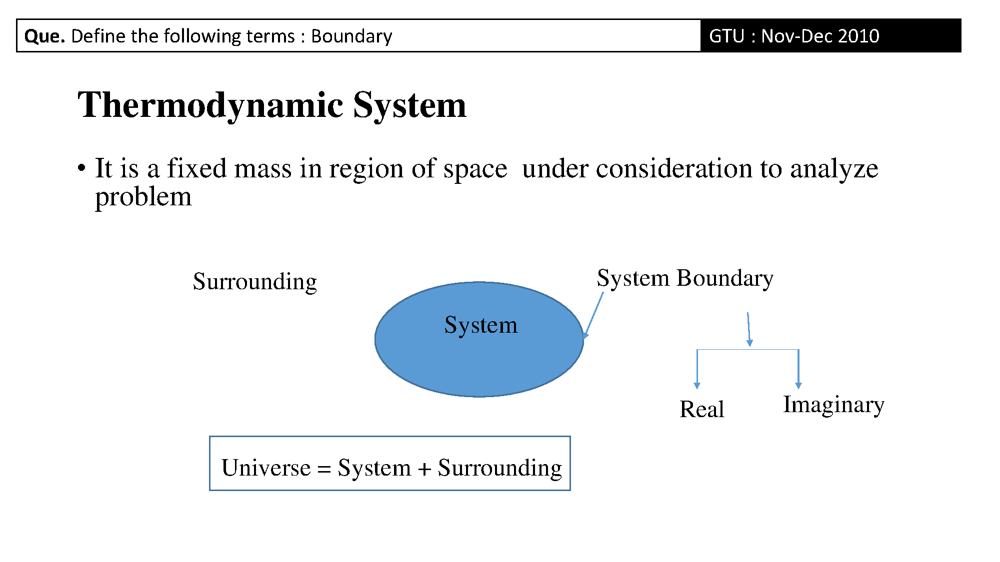 Que. Define the following terms : Boundary
GTU : Nov-Dec 2010
Thermodynamic System
• It is a fixed mass in region of space under consideration to analyze
problem
Surrounding
System Boundary
System
Real
Imaginary
Universe = System + Surrounding